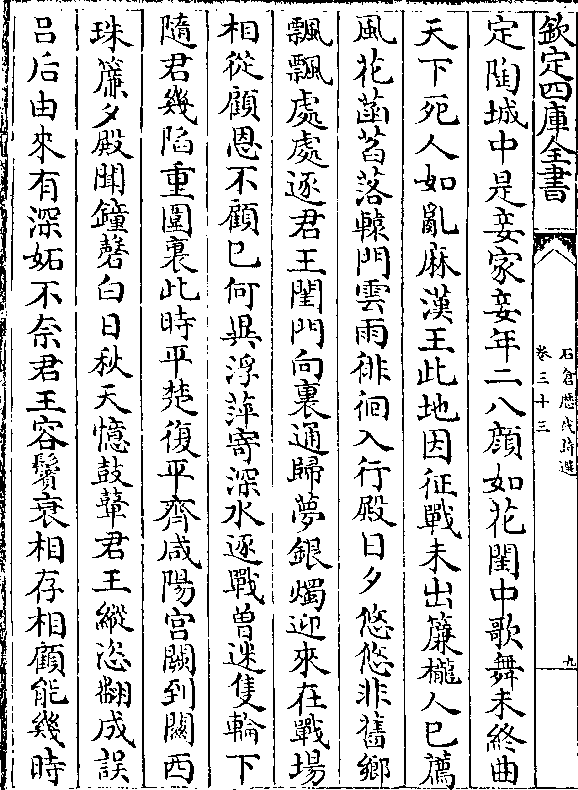 欽定四庫全書
石倉歷代詩選
卷三十三
九
定陶城中是妾家妾年二八顔如花閨中歌舞未終曲
天下死人如亂麻漢王此地因征戰未出簾櫳人已薦
風花菡萏落轅門雲雨徘徊入行殿日夕悠悠非舊鄉
飄飄處處逐君王閨門向裏通歸夢銀燭迎來在戰場
相從顧恩不顧已何異浮萍寄深水逐戰曾迷隻輪下
隨君幾陷重圍裏此時平楚復平齊咸陽宫闕到關西
珠簾夕殿聞鐘磬白日秋天憶鼓鼙君王縱恣翻成誤
吕后由來有深妬不奈君王容鬢衰相存相顧能幾時